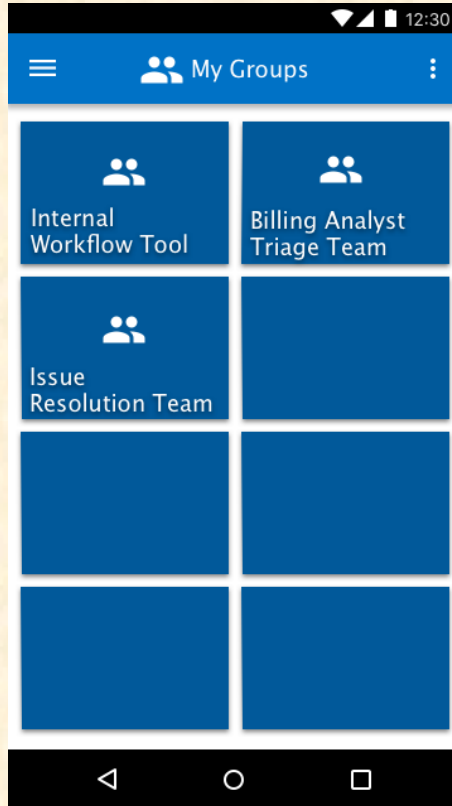 12:30
My Groups
Internal
Workflow Tool
Billing Analyst
Triage Team
Issue
Resolution Team